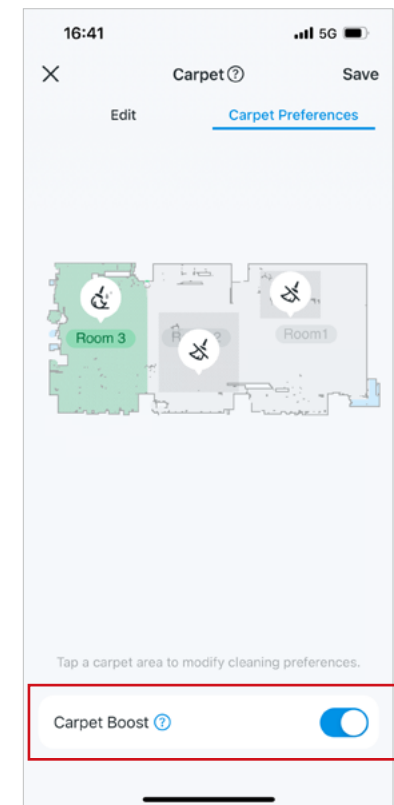 16:41 5G
Carpet ? Save
Edit Carpet Preferences
Room 3 Room1
Tap a carpet area to modify cleaning preferences.
Carpet Boost ?